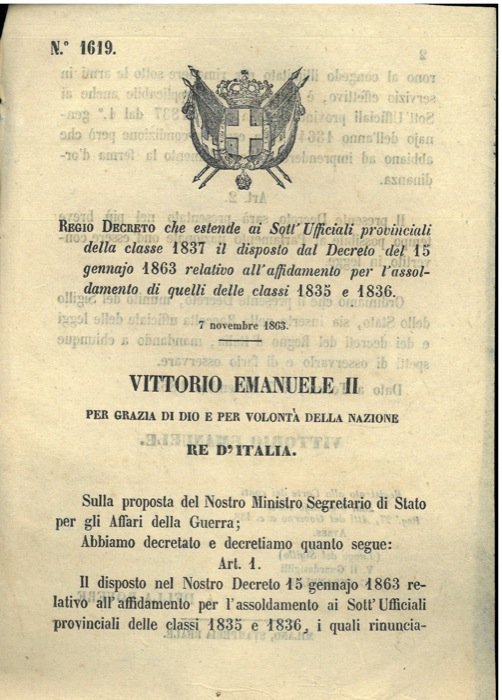 N.° 1619.
REGIO DECRETO che estende ai Sott'Ufficiali provinciali
della classe 1837 il disposto dal Decreto del 15
gennajo 1863 relativo all'affidamento per l'assol-
damento di quelli delle classi 1835 e 1836.
7 novembre 1863.
VITTORIO EMANUELE II
PER GRAZIA DI DIO E PER VOLONTÀ DELLA NAZIONE
RE D'ITALIA.
Sulla proposta del Nostro Ministro Segretario di Stato
per gli Affari della Guerra;
Abbiamo decretato e decretiamo quanto segue:
Art. 1.
Il disposto nel Nostro Decreto 15 gennajo 1863 re-
lativo all'affidamento per l'assoldamento ai Sott'Ufficiali
provinciali delle classi 1835 e 1836, i quali rinuncia-